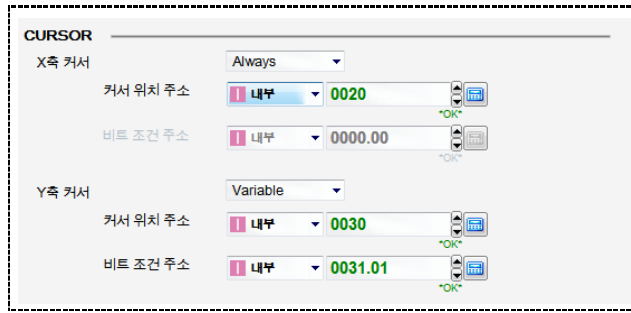 CURSOR
X축 커서 Always
커서 위치 주소 I 내부 0020
*OK*
비트 조건 주소 I 내부 0000.00
*OK*
Y축 커서 Variable
커서 위치 주소 I 내부 0030
*OK*
비트 조건 주소 I 내부 0031.01
*OK*